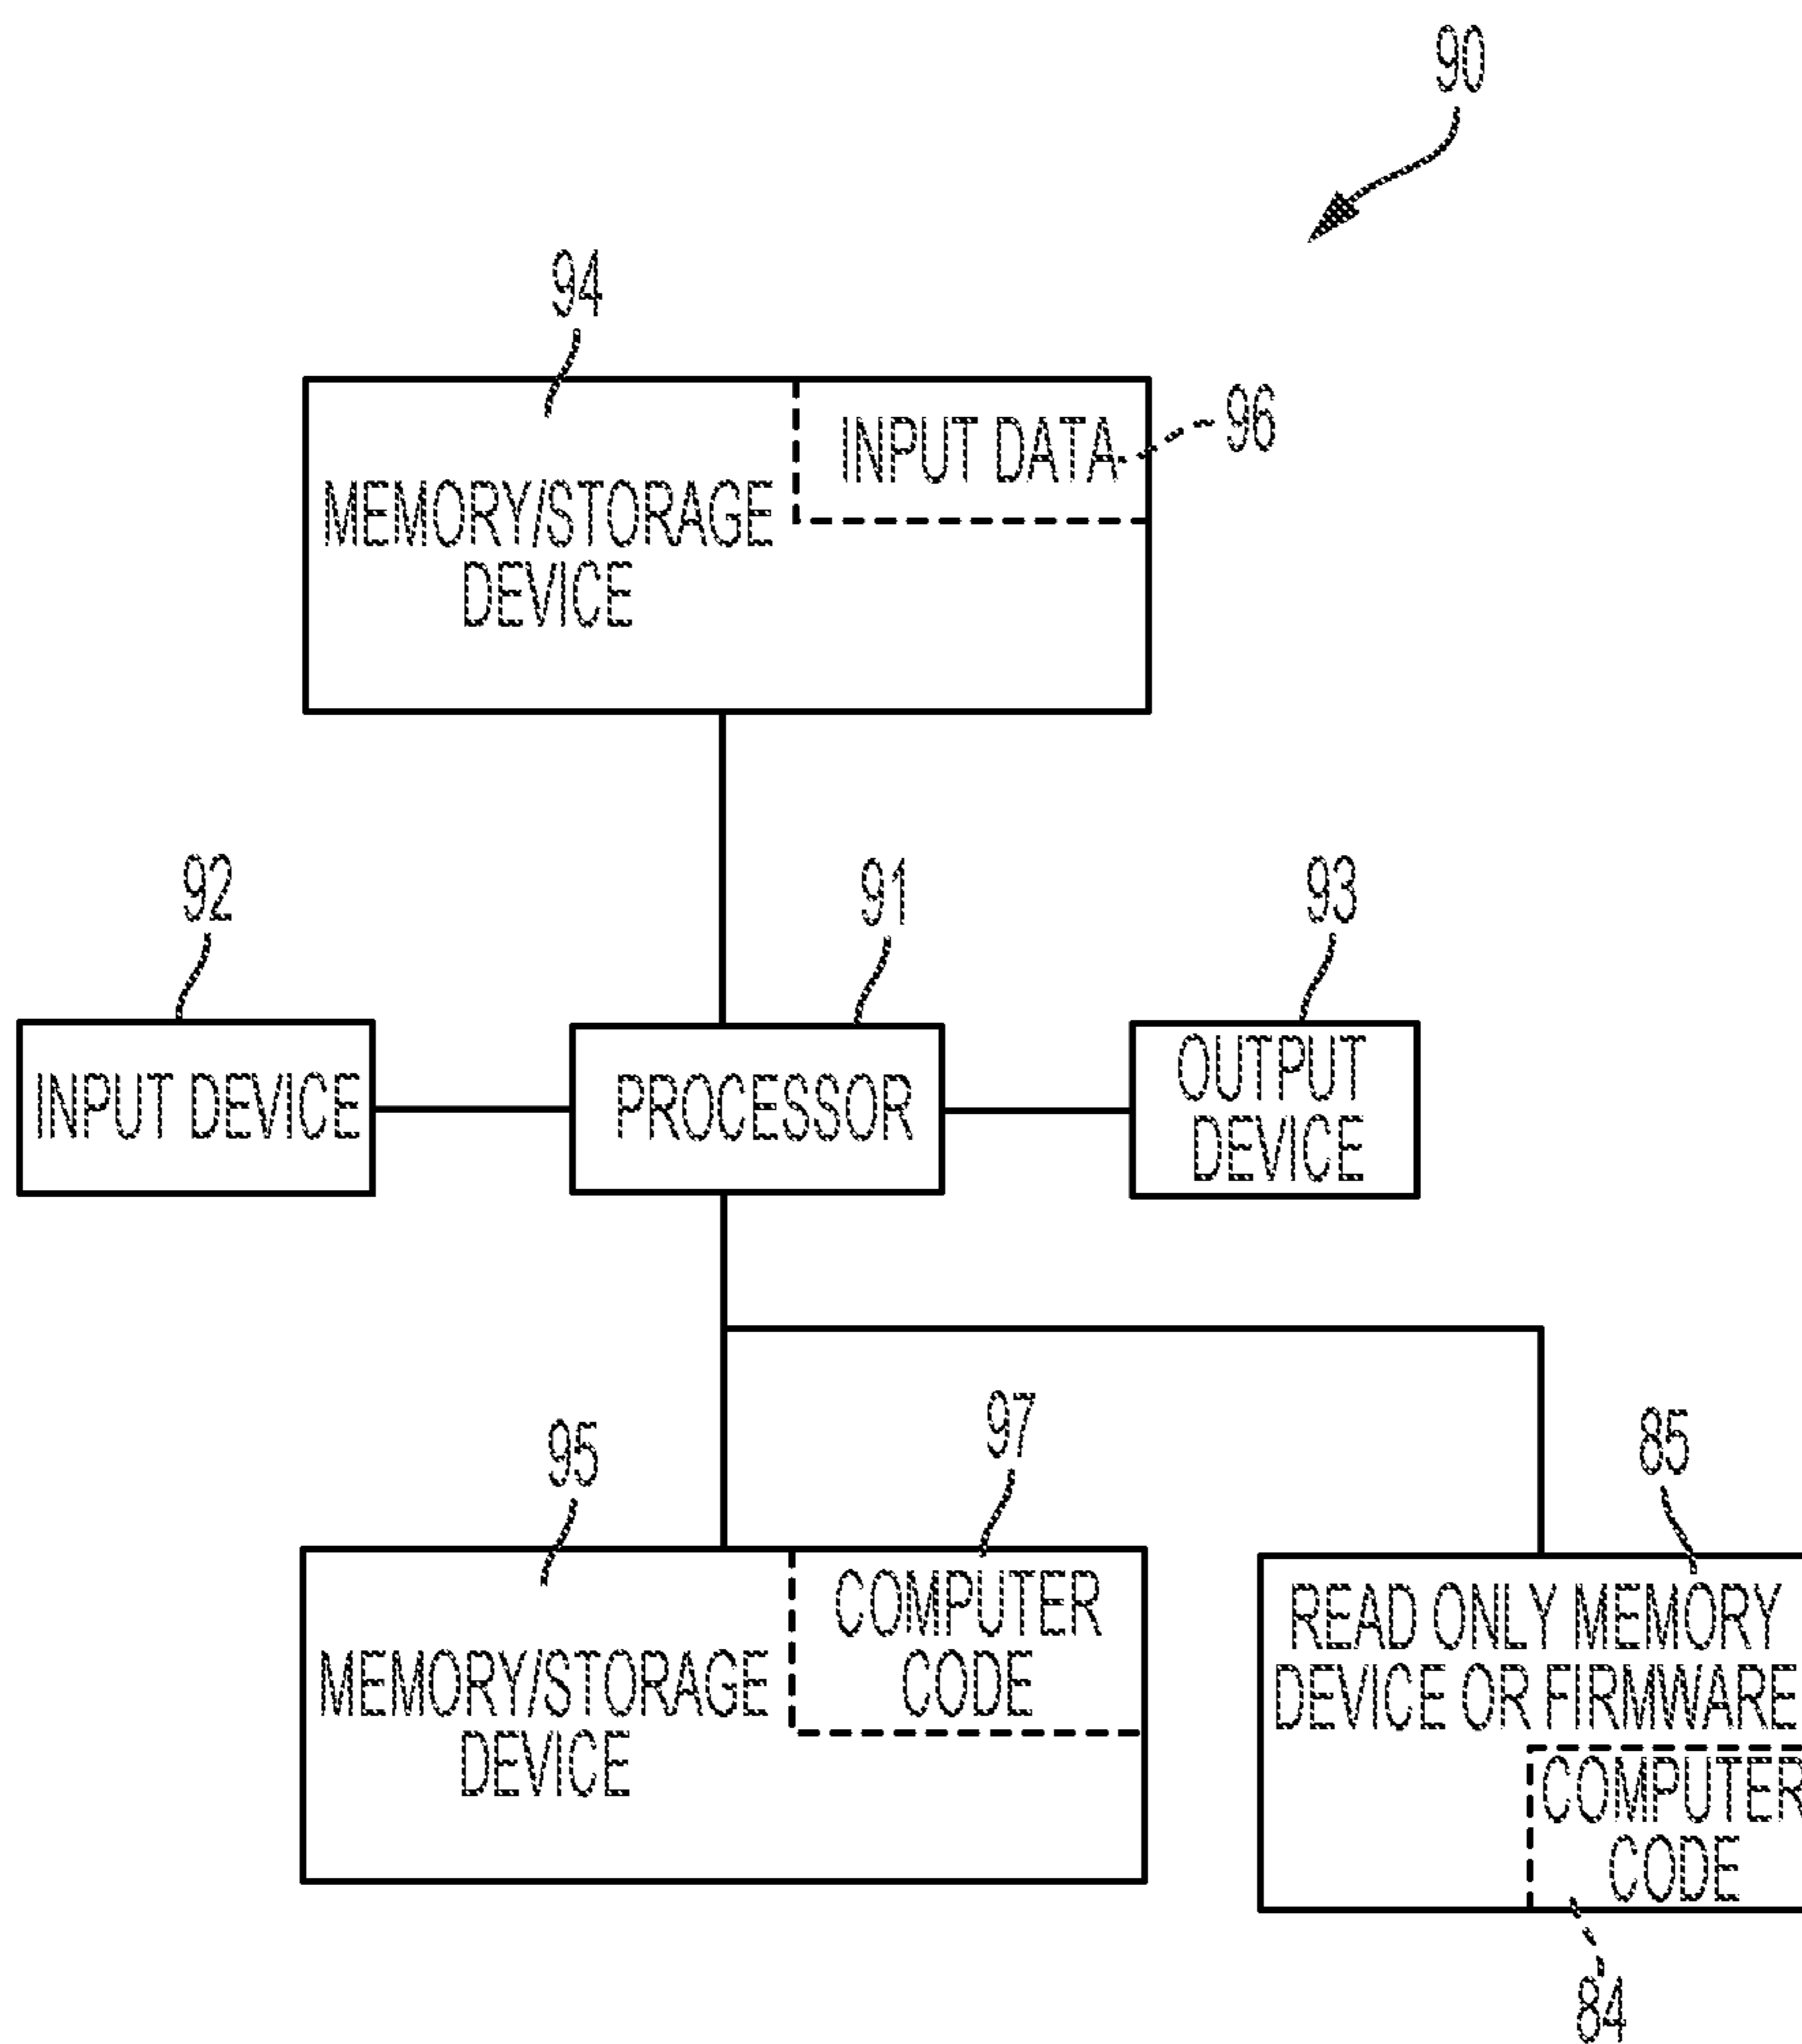 90
94
INPUT DATA
96
MEMORY/STORAGE
DEVICE
92
91
93
INPUT DEVICE
PROCESSOR
OUTPUT
DEVICE
95
97
85
COMPUTER
CODE
MEMORY/STORAGE
DEVICE
READ ONLY MEMORY
DEVICE OR FIRMWARE
COMPUTER
CODE
84